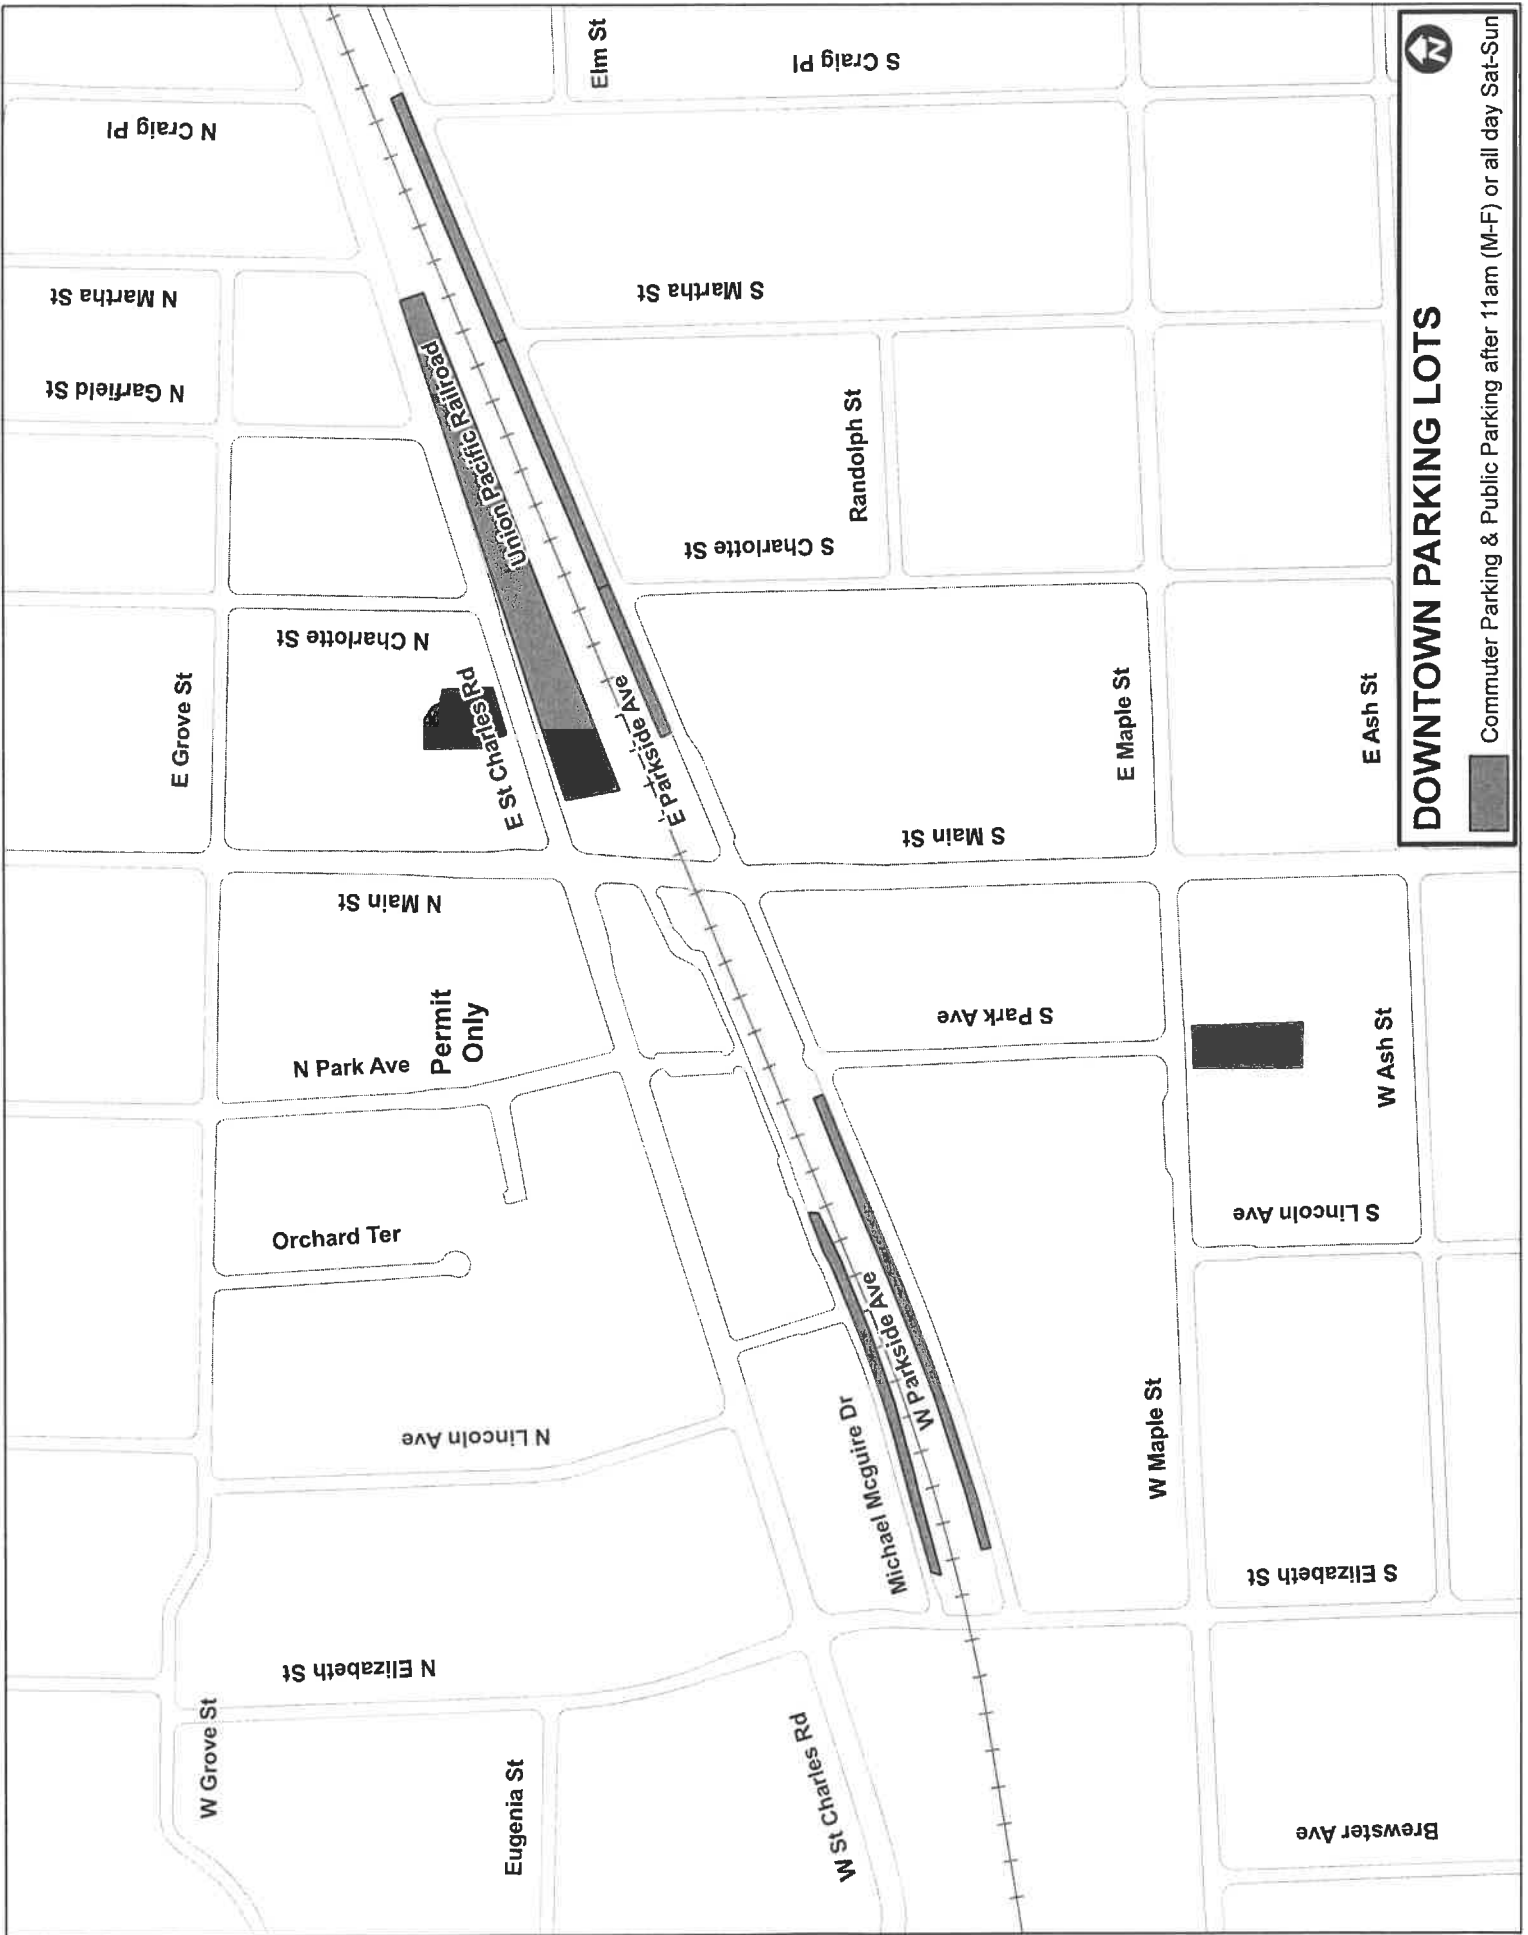 N Craig Pl
Elm St
S Craig Pl
N Martha St
N Garfield St
Union Pacific Railroad
S Martha St
Randolph St
S Charlotte St
N Charlotte St
E Grove St
E St Charles Rd
E Parkside Ave
E Maple St
E Ash St
S Main St
N Main St
Permit
Only
N Park Ave
S Park Ave
W Ash St
Orchard Ter
S Lincoln Ave
N Lincoln Ave
W Parkside Ave
Michael Mcguire Dr
W Maple St
S Elizabeth St
N Elizabeth St
W Grove St
Eugenia St
W St Charles Rd
Brewster Ave
DOWNTOWN PARKING LOTS
N
Commuter Parking & Public Parking after 11am (M-F) or all day Sat-Sun